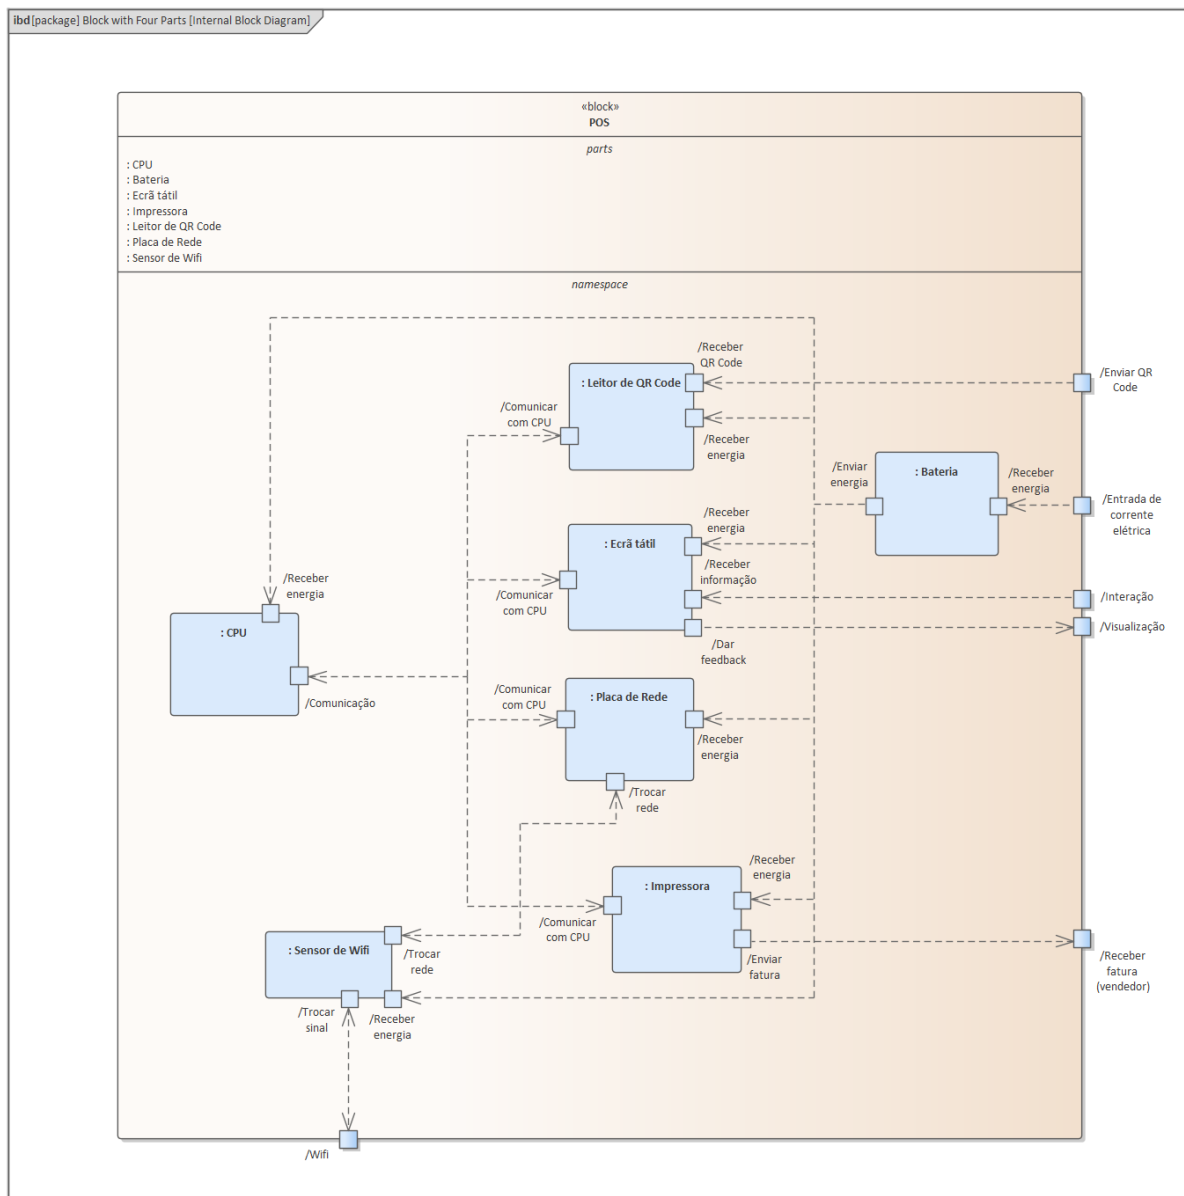 ibd [package] Block with Four Parts [Internal Block Diagram]
«block»
POS
parts
: CPU
: Bateria
: Ecrã tátil
: Impressora
: Leitor de QR Code
: Placa de Rede
: Sensor de Wifi
namespace
/Receber
QR Code
: Leitor de QR Code
/Enviar QR
Code
/Comunicar
com CPU
/Receber
energia
/Enviar
energia
: Bateria
/Receber
energia
/Entrada de
corrente
elétrica
/Receber
energia
: Ecrã tátil
/Receber
informação
/Comunicar
com CPU
/Interação
/Visualização
/Dar
feedback
/Receber
energia
: CPU
/Comunicação
/Comunicar
com CPU
: Placa de Rede
/Receber
energia
/Trocar
rede
/Receber
energia
: Impressora
/Comunicar
com CPU
/Enviar
fatura
/Receber
fatura
(vendedor)
: Sensor de Wifi
/Trocar
rede
/Trocar
sinal
/Receber
energia
/Wifi